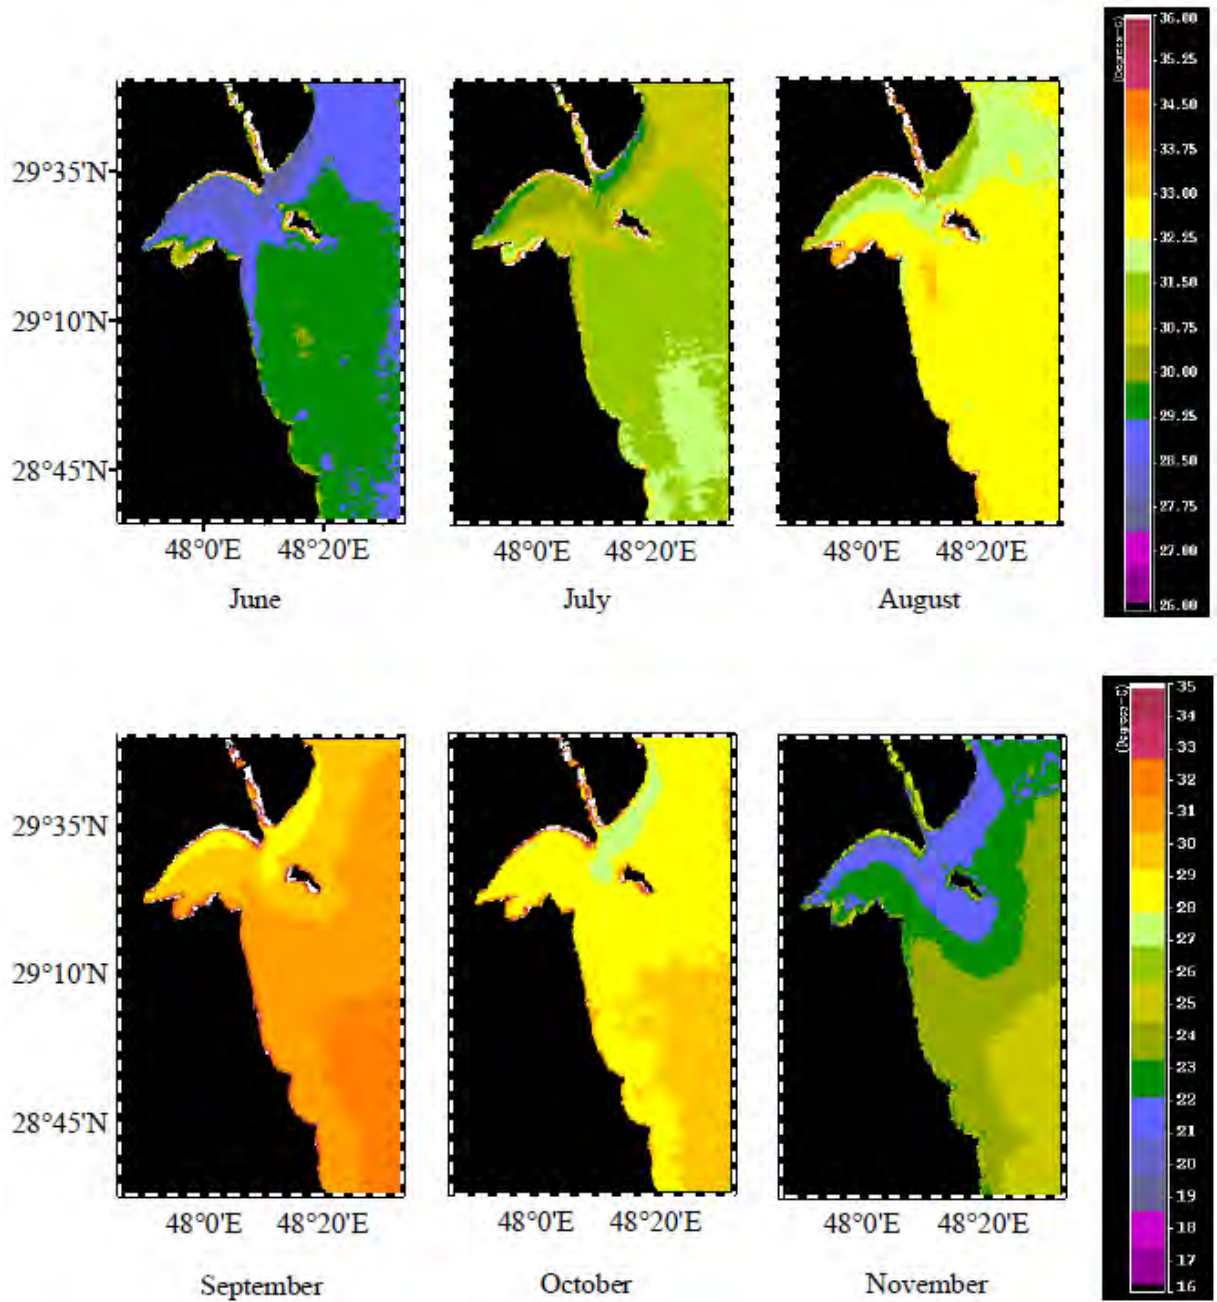 (Degrees-C)
36.00
35.25
34.50
33.75
33.00
32.25
31.50
30.75
30.00
29.25
28.50
27.75
27.00
26.00
29°35'N
29°10'N
28°45'N
48°0'E 48°20'E 48°0'E 48°20'E 48°0'E 48°20'E
June July August
(Degrees-C)
35
34
33
32
31
30
29
28
27
26
25
24
23
22
21
20
19
18
17
16
29°35'N
29°10'N
28°45'N
48°0'E 48°20'E 48°0'E 48°20'E 48°0'E 48°20'E
September October November